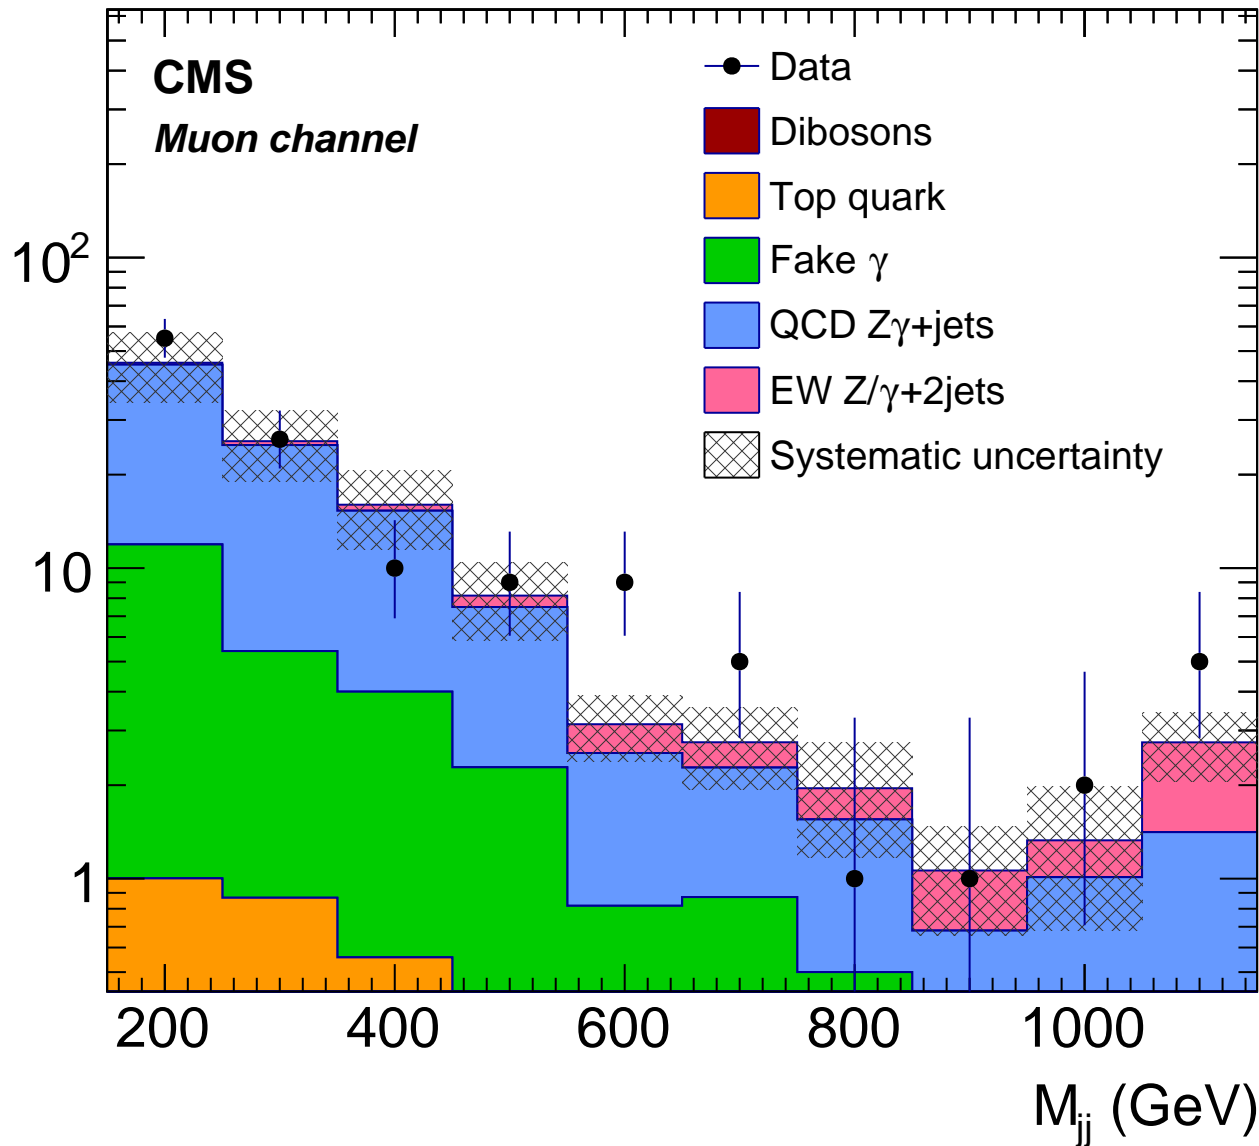 CMS
Muon channel
Data
Dibosons
Top quark
Fake γ
QCD Zγ+jets
EW Z/γ+2jets
Systematic uncertainty
10²
10
1
200 400 600 800 1000
M_jj (GeV)